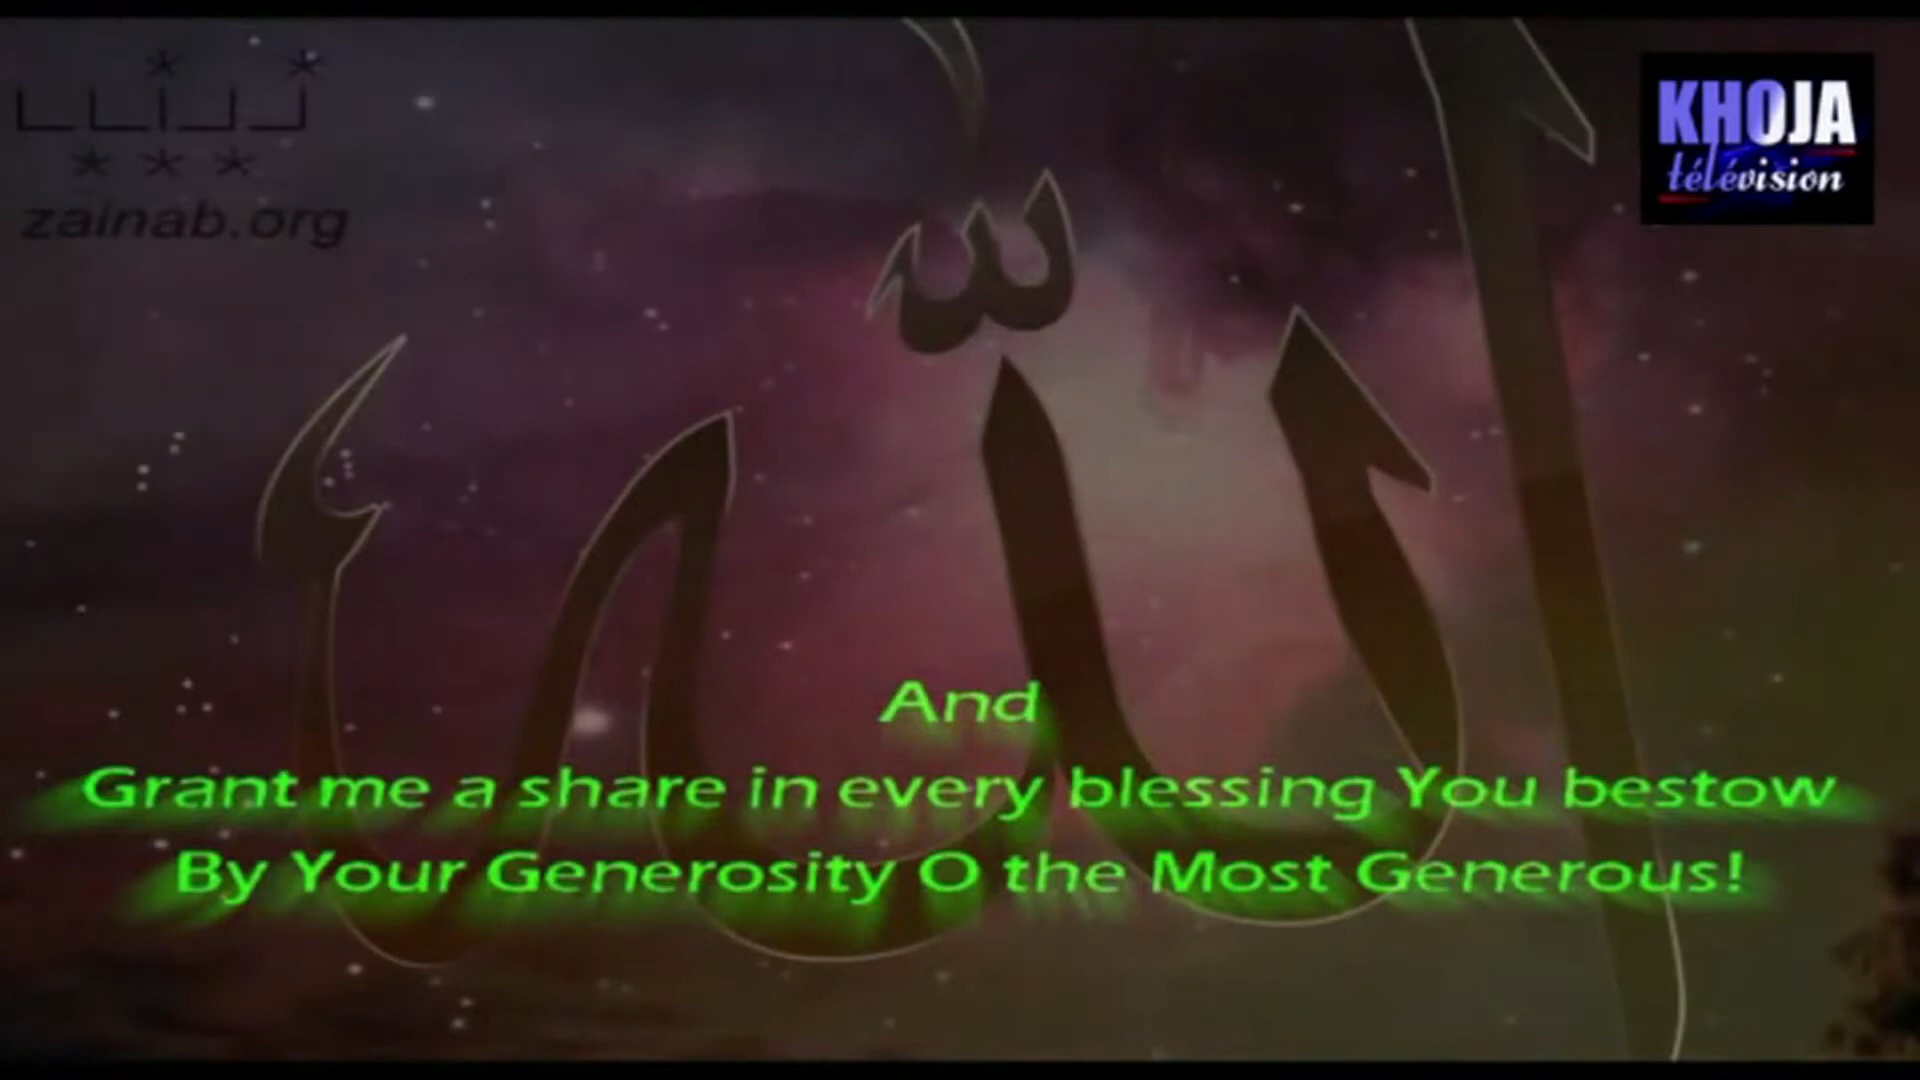 zainab.org
KHOJA
télévision
الله
And
Grant me a share in every blessing You bestow
By Your Generosity O the Most Generous!